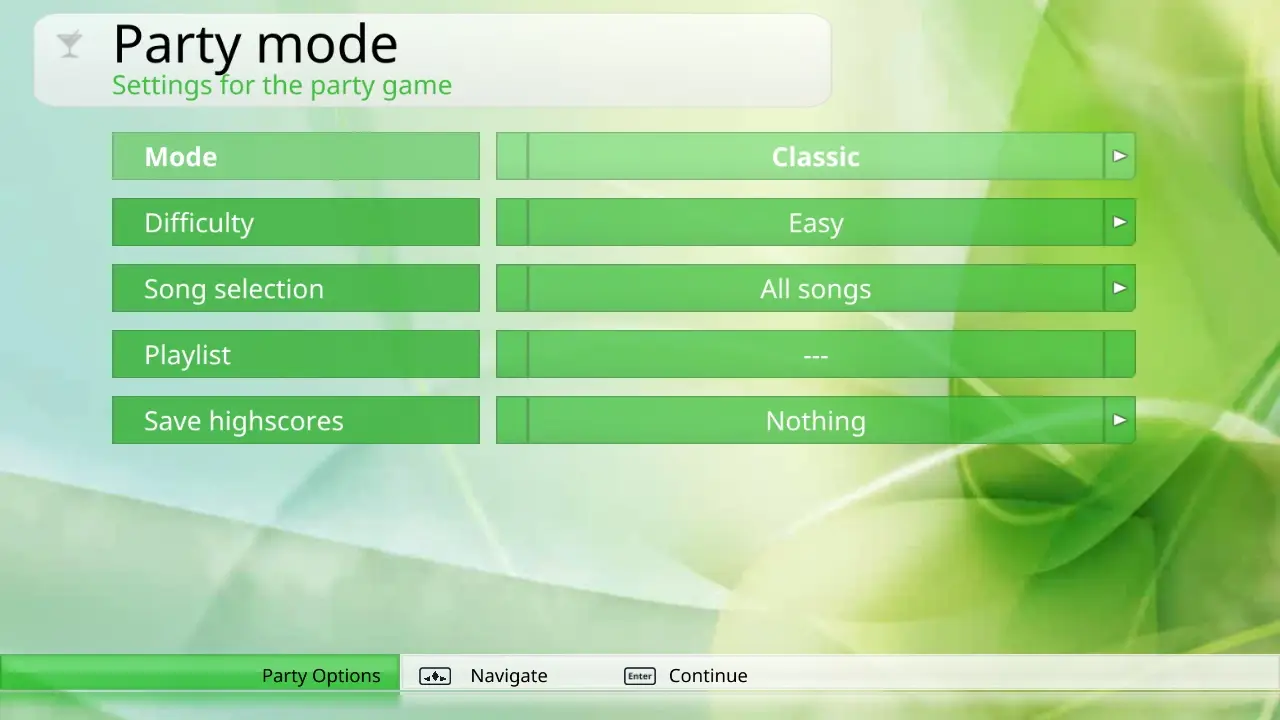 Party mode
Settings for the party game
Mode
Classic
Difficulty
Easy
Song selection
All songs
Playlist
---
Save highscores
Nothing
Party Options
Navigate
Enter
Continue